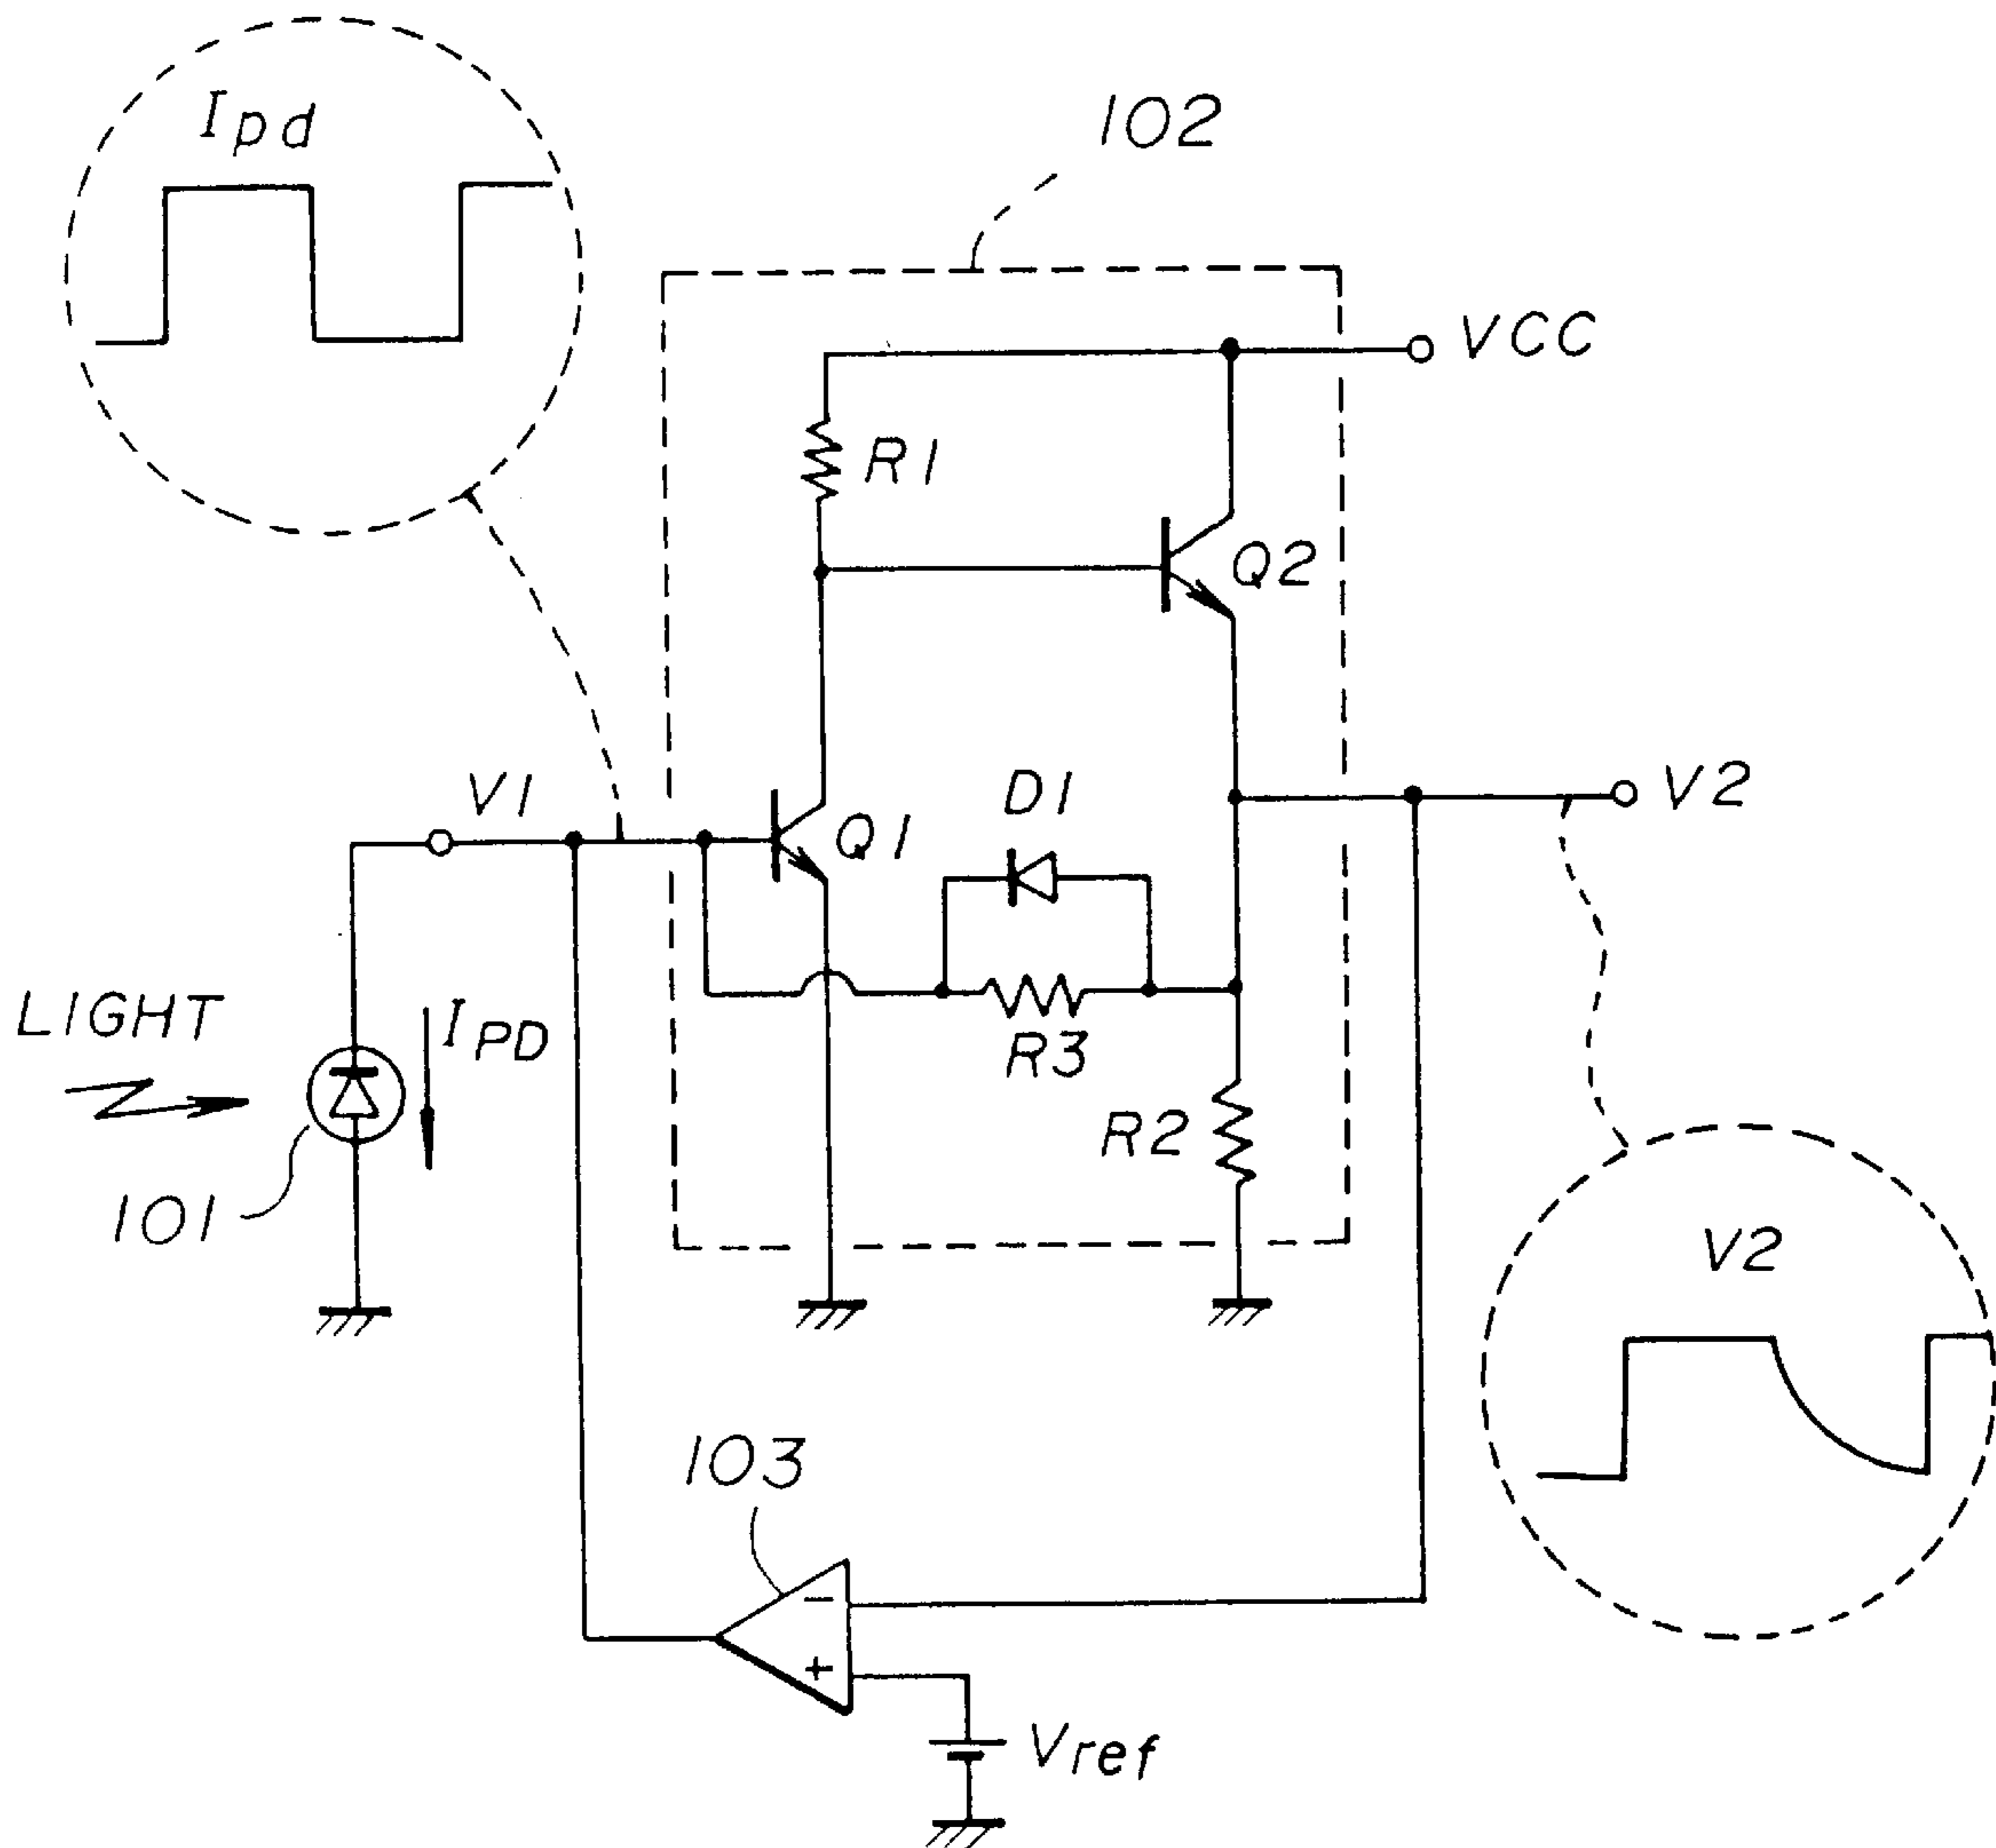 Ipd
102
VCC
R1
Q2
V1
D1
V2
Q1
LIGHT
IPD
R3
R2
101
V2
103
−
+
Vref